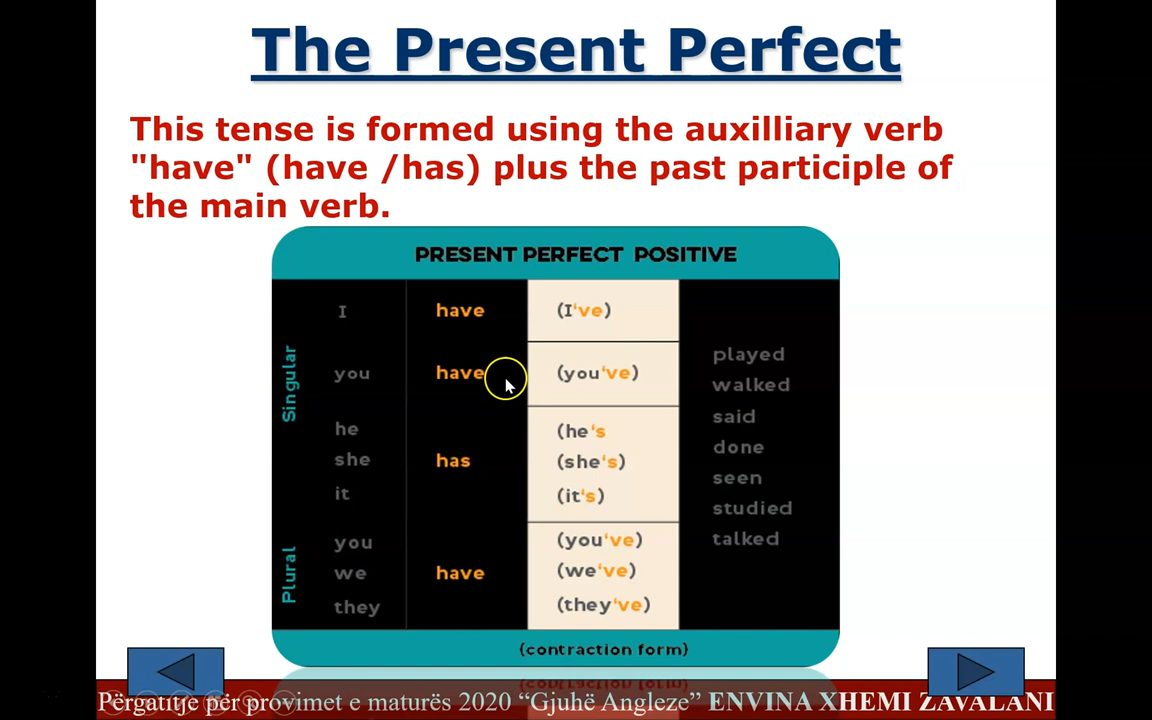 The Present Perfect
This tense is formed using the auxilliary verb
"have" (have /has) plus the past participle of
the main verb.
PRESENT PERFECT POSITIVE
Singular
I have (I've)
you have (you've)
he (he's
she has (she's)
it (it's)
Plural
you (you've)
we have (we've)
they (they've)
played
walked
said
done
seen
studied
talked
(contraction form)
Përgatitje për provimet e maturës 2020 “Gjuhë Angleze” ENVINA XHEMI ZAVALANI